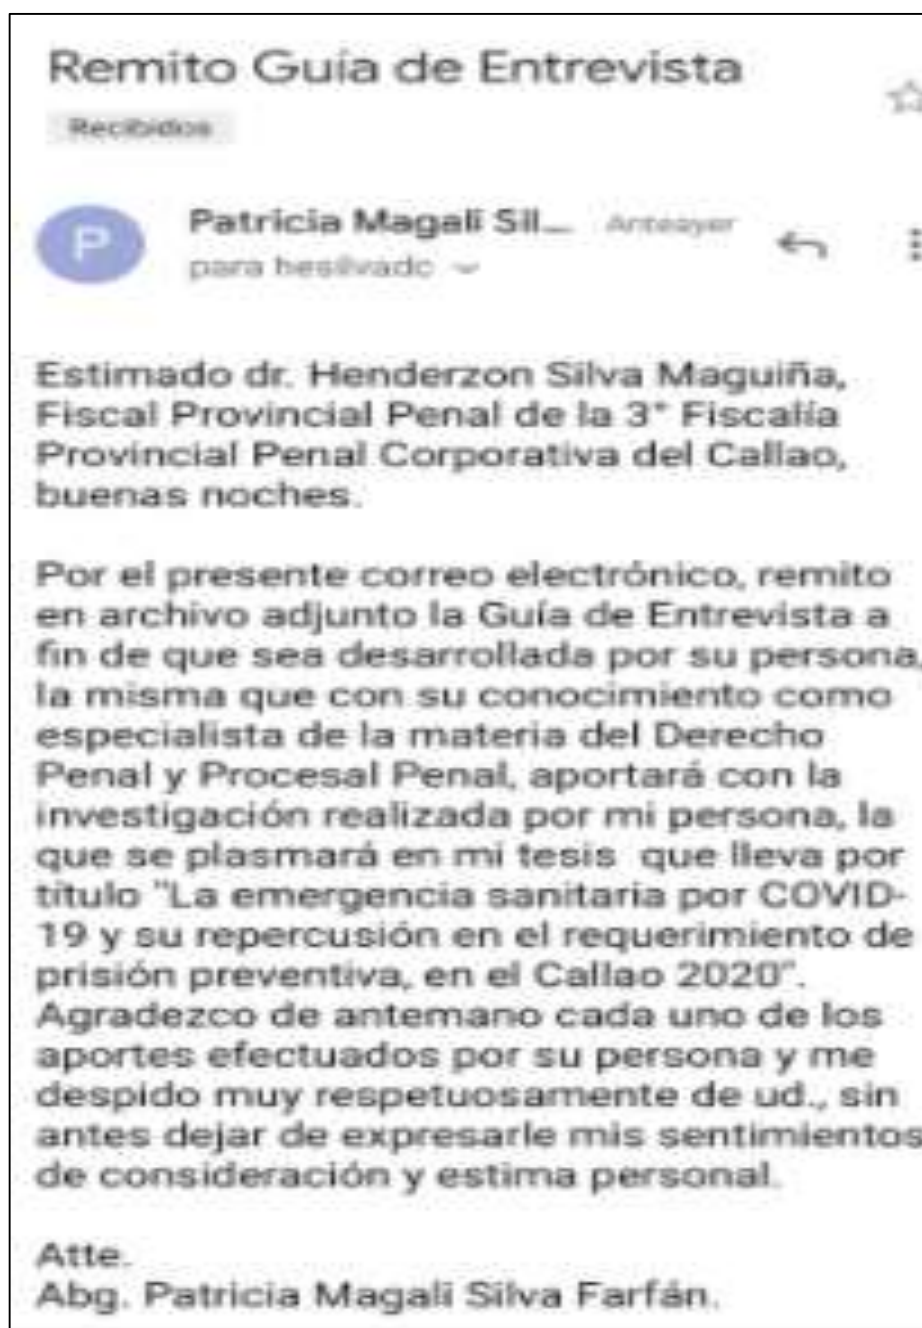 Remito Guía de Entrevista
Recibidos
P
Patricia Magali Sil... Anteayer
para hesilvadc
Estimado dr. Henderzon Silva Maguiña,
Fiscal Provincial Penal de la 3° Fiscalía
Provincial Penal Corporativa del Callao,
buenas noches.
Por el presente correo electrónico, remito
en archivo adjunto la Guía de Entrevista a
fin de que sea desarrollada por su persona,
la misma que con su conocimiento como
especialista de la materia del Derecho
Penal y Procesal Penal, aportará con la
investigación realizada por mi persona, la
que se plasmará en mi tesis que lleva por
título "La emergencia sanitaria por COVID-
19 y su repercusión en el requerimiento de
prisión preventiva, en el Callao 2020".
Agradezco de antemano cada uno de los
aportes efectuados por su persona y me
despido muy respetuosamente de ud., sin
antes dejar de expresarle mis sentimientos
de consideración y estima personal.
Atte.
Abg. Patricia Magali Silva Farfán.